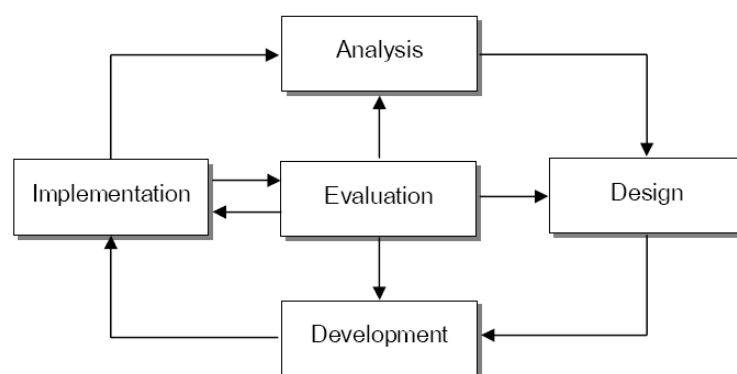 Analysis
Implementation
Evaluation
Design
Development